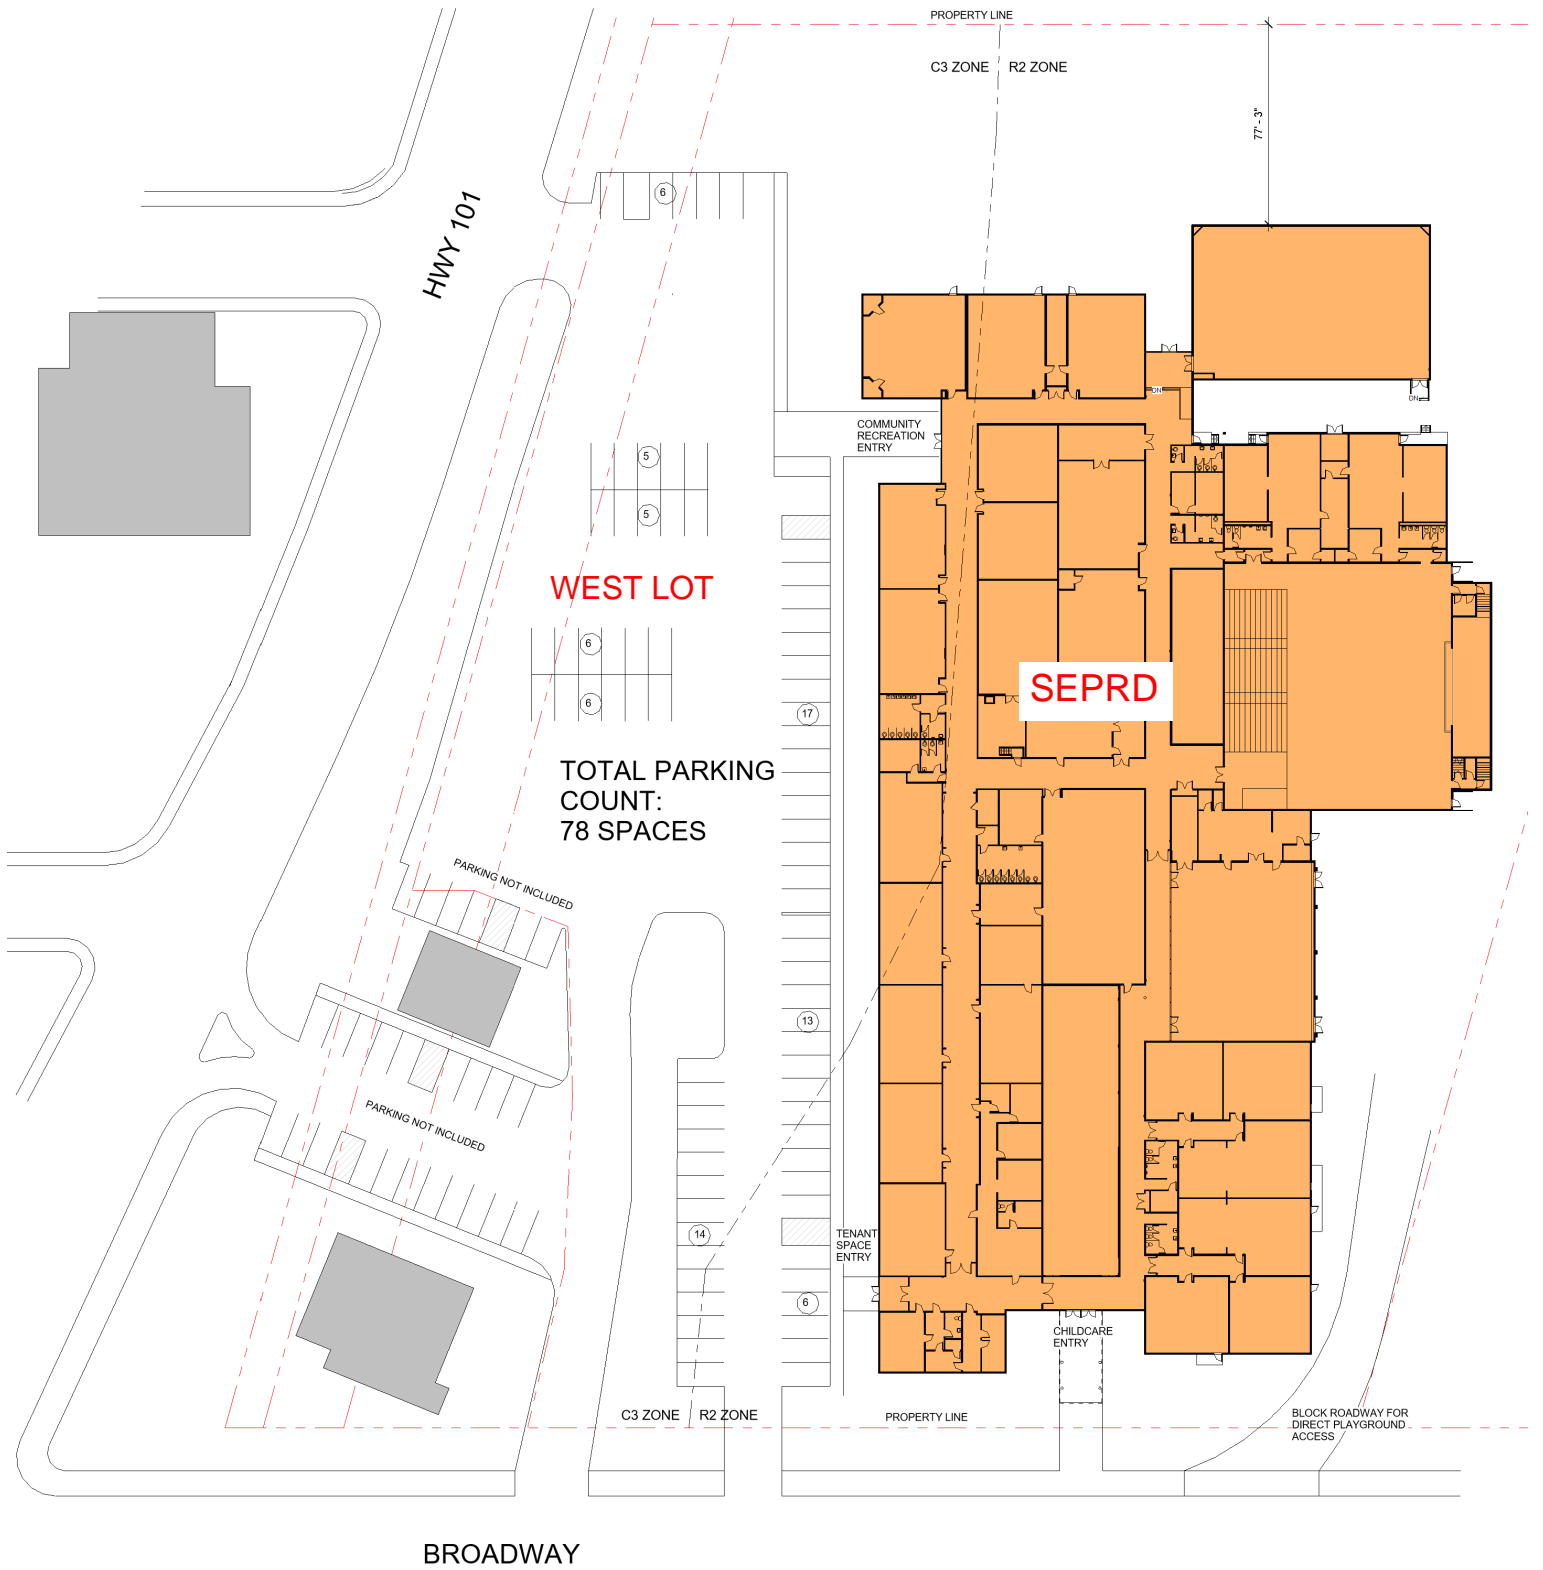 PROPERTY LINE
C3 ZONE
R2 ZONE
77' - 3"
6
HWY 101
DN
DN
COMMUNITY
RECREATION
ENTRY
5
5
WEST LOT
6
6
SEPRD
17
TOTAL PARKING
COUNT:
78 SPACES
PARKING NOT INCLUDED
13
PARKING NOT INCLUDED
14
TENANT
SPACE
ENTRY
6
CHILDCARE
ENTRY
C3 ZONE
R2 ZONE
PROPERTY LINE
BLOCK ROADWAY FOR
DIRECT PLAYGROUND
ACCESS
BROADWAY